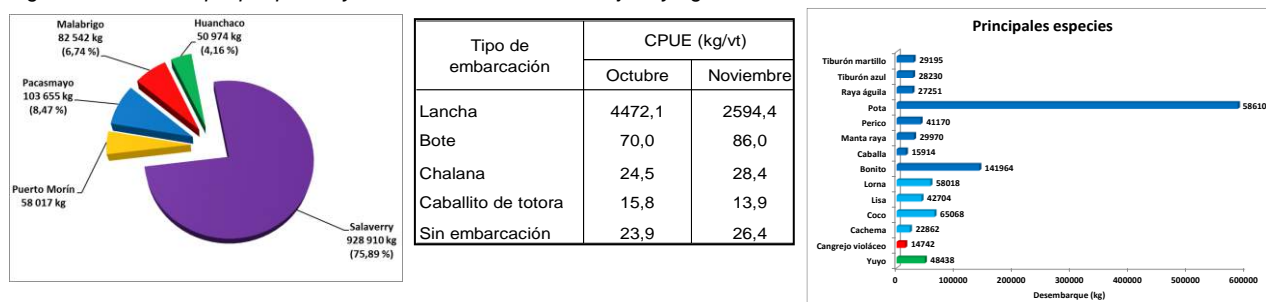 Malabrigo
82 542 kg
(6,74 %)
Huanchaco
50 974 kg
(4,16 %)
Pacasmayo
103 655 kg
(8,47 %)
Puerto Morín
58 017 kg
Salaverry
928 910 kg
(75,89 %)
Tipo de
embarcación
CPUE (kg/vt)
Octubre Noviembre
Lancha 4472,1 2594,4
Bote 70,0 86,0
Chalana 24,5 28,4
Caballito de totora 15,8 13,9
Sin embarcación 23,9 26,4
Principales especies
Tiburón martillo 29195
Tiburón azul 28230
Raya águila 27251
Pota 58610
Perico 41170
Manta raya 29970
Caballa 15914
Bonito 141964
Lorna 58018
Lisa 42704
Coco 65068
Cachema 22862
Cangrejo violáceo 14742
Yuyo 48438
0 100000 200000 300000 400000 500000 600000
Desembarque (kg)